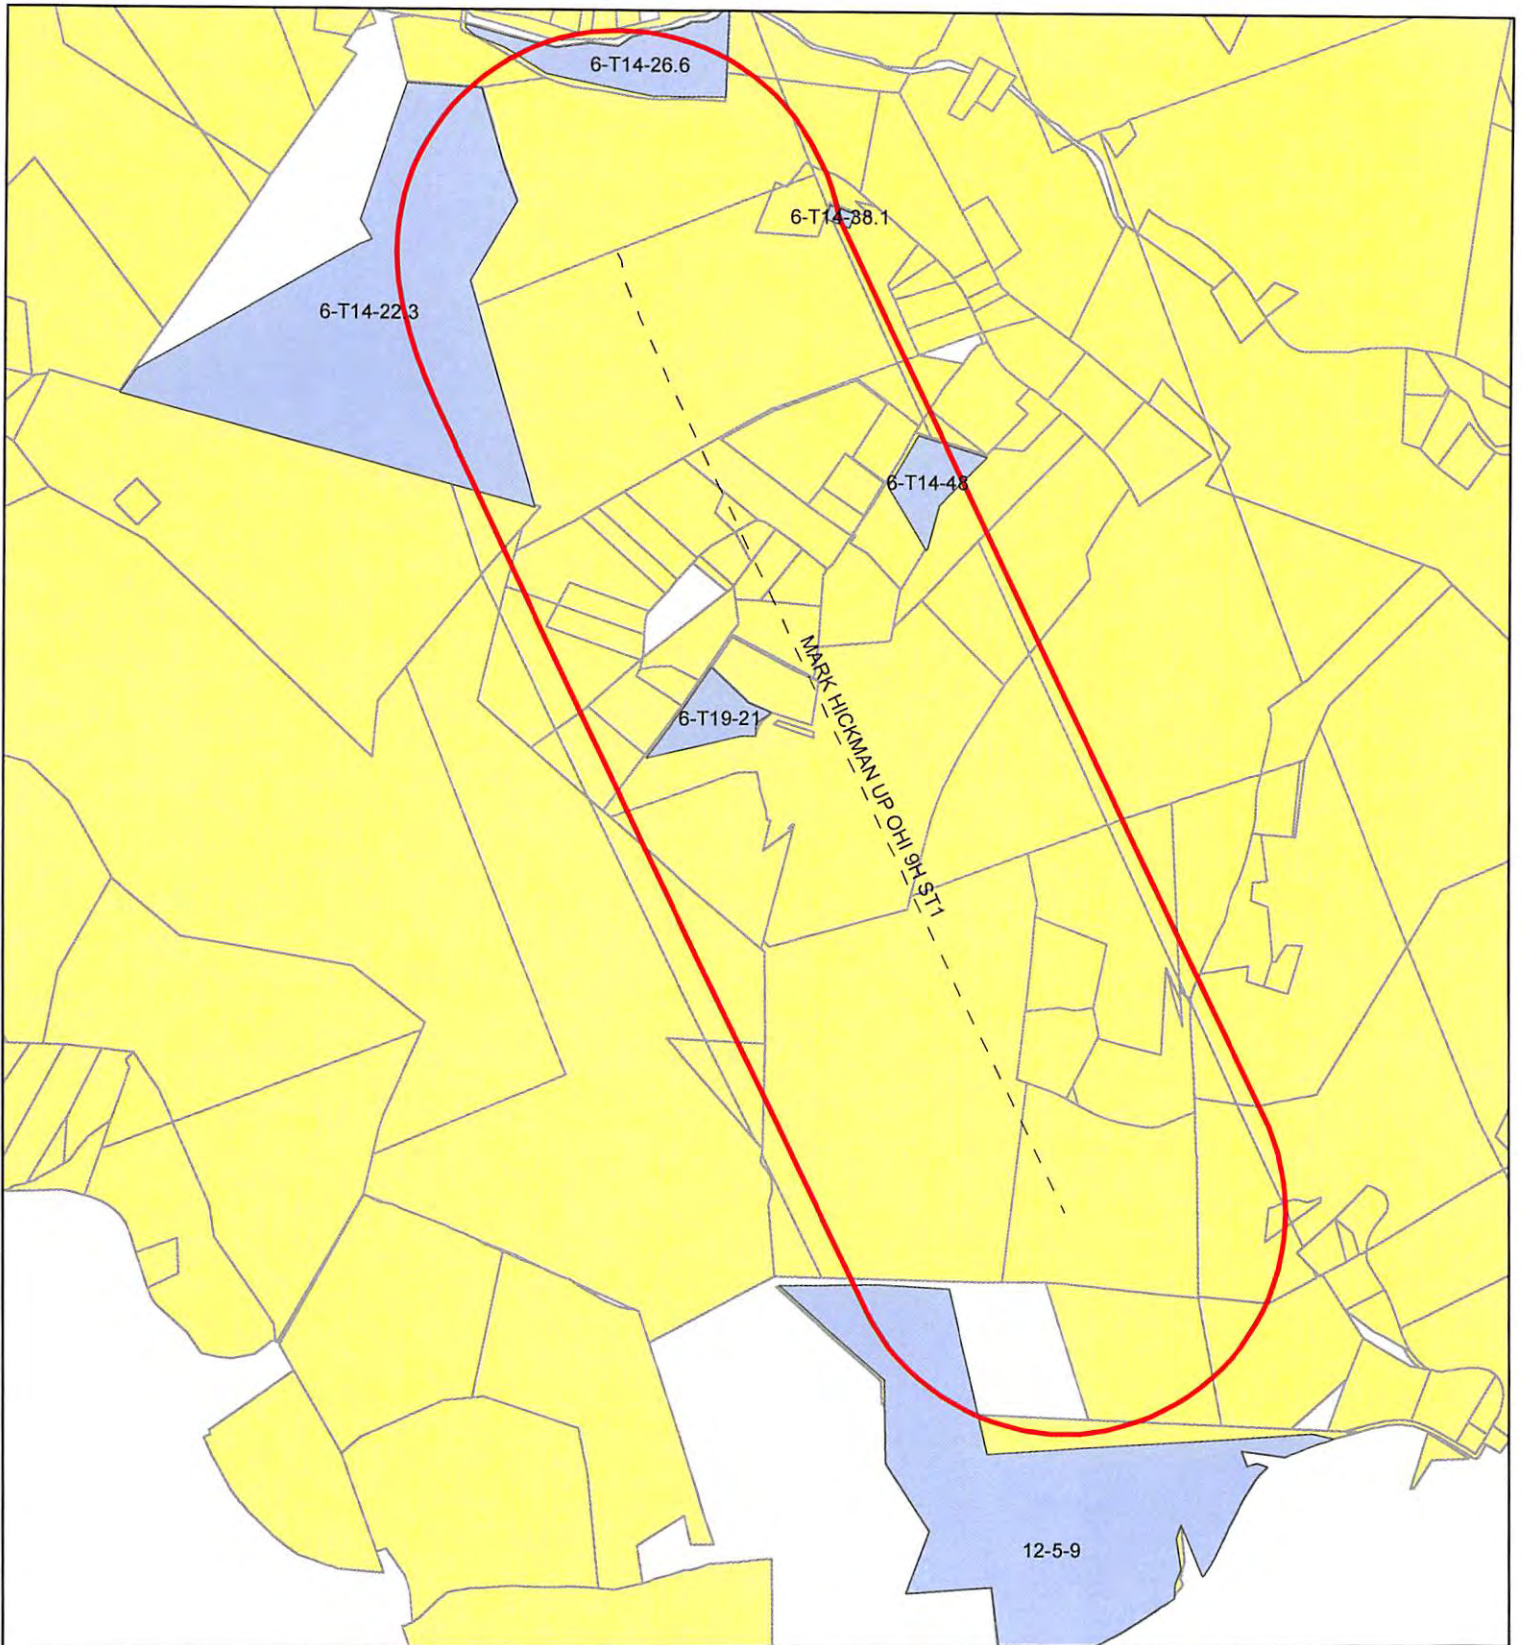 6-T14-26.6
6-T14-38.1
6-T14-22.3
6-T14-48
6-T19-21
MARK HICKMAN UP OHI 9H ST1
12-5-9